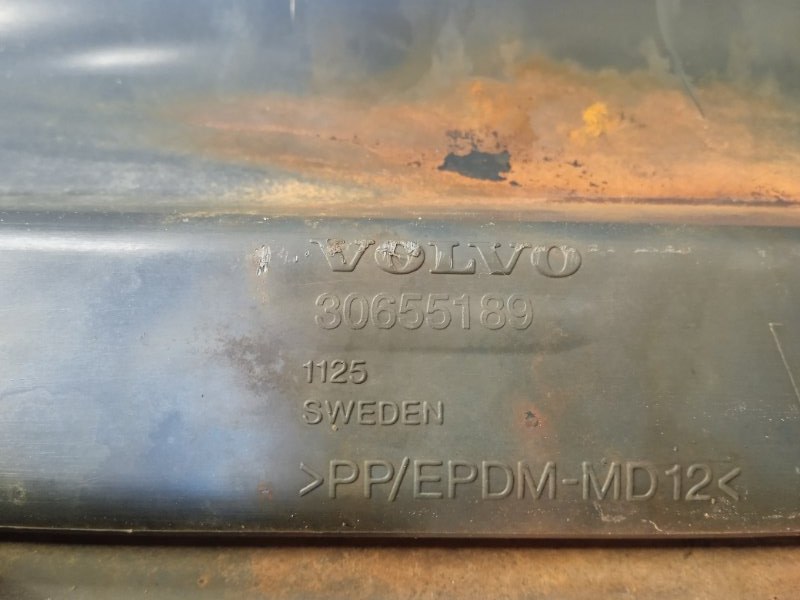 VOLVO
30655189
1125
SWEDEN
>PP/EPDM-MD12<